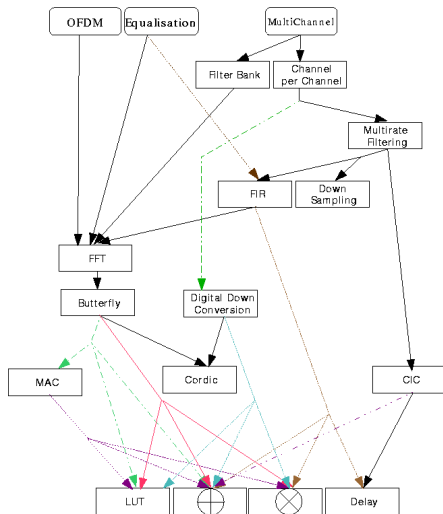 OFDM
Equalisation
MultiChannel
Filter Bank
Channel
per Channel
Multirate
Filtering
FIR
Down
Sampling
FFT
Butterfly
Digital Down
Conversion
MAC
Cordic
CIC
LUT
Delay